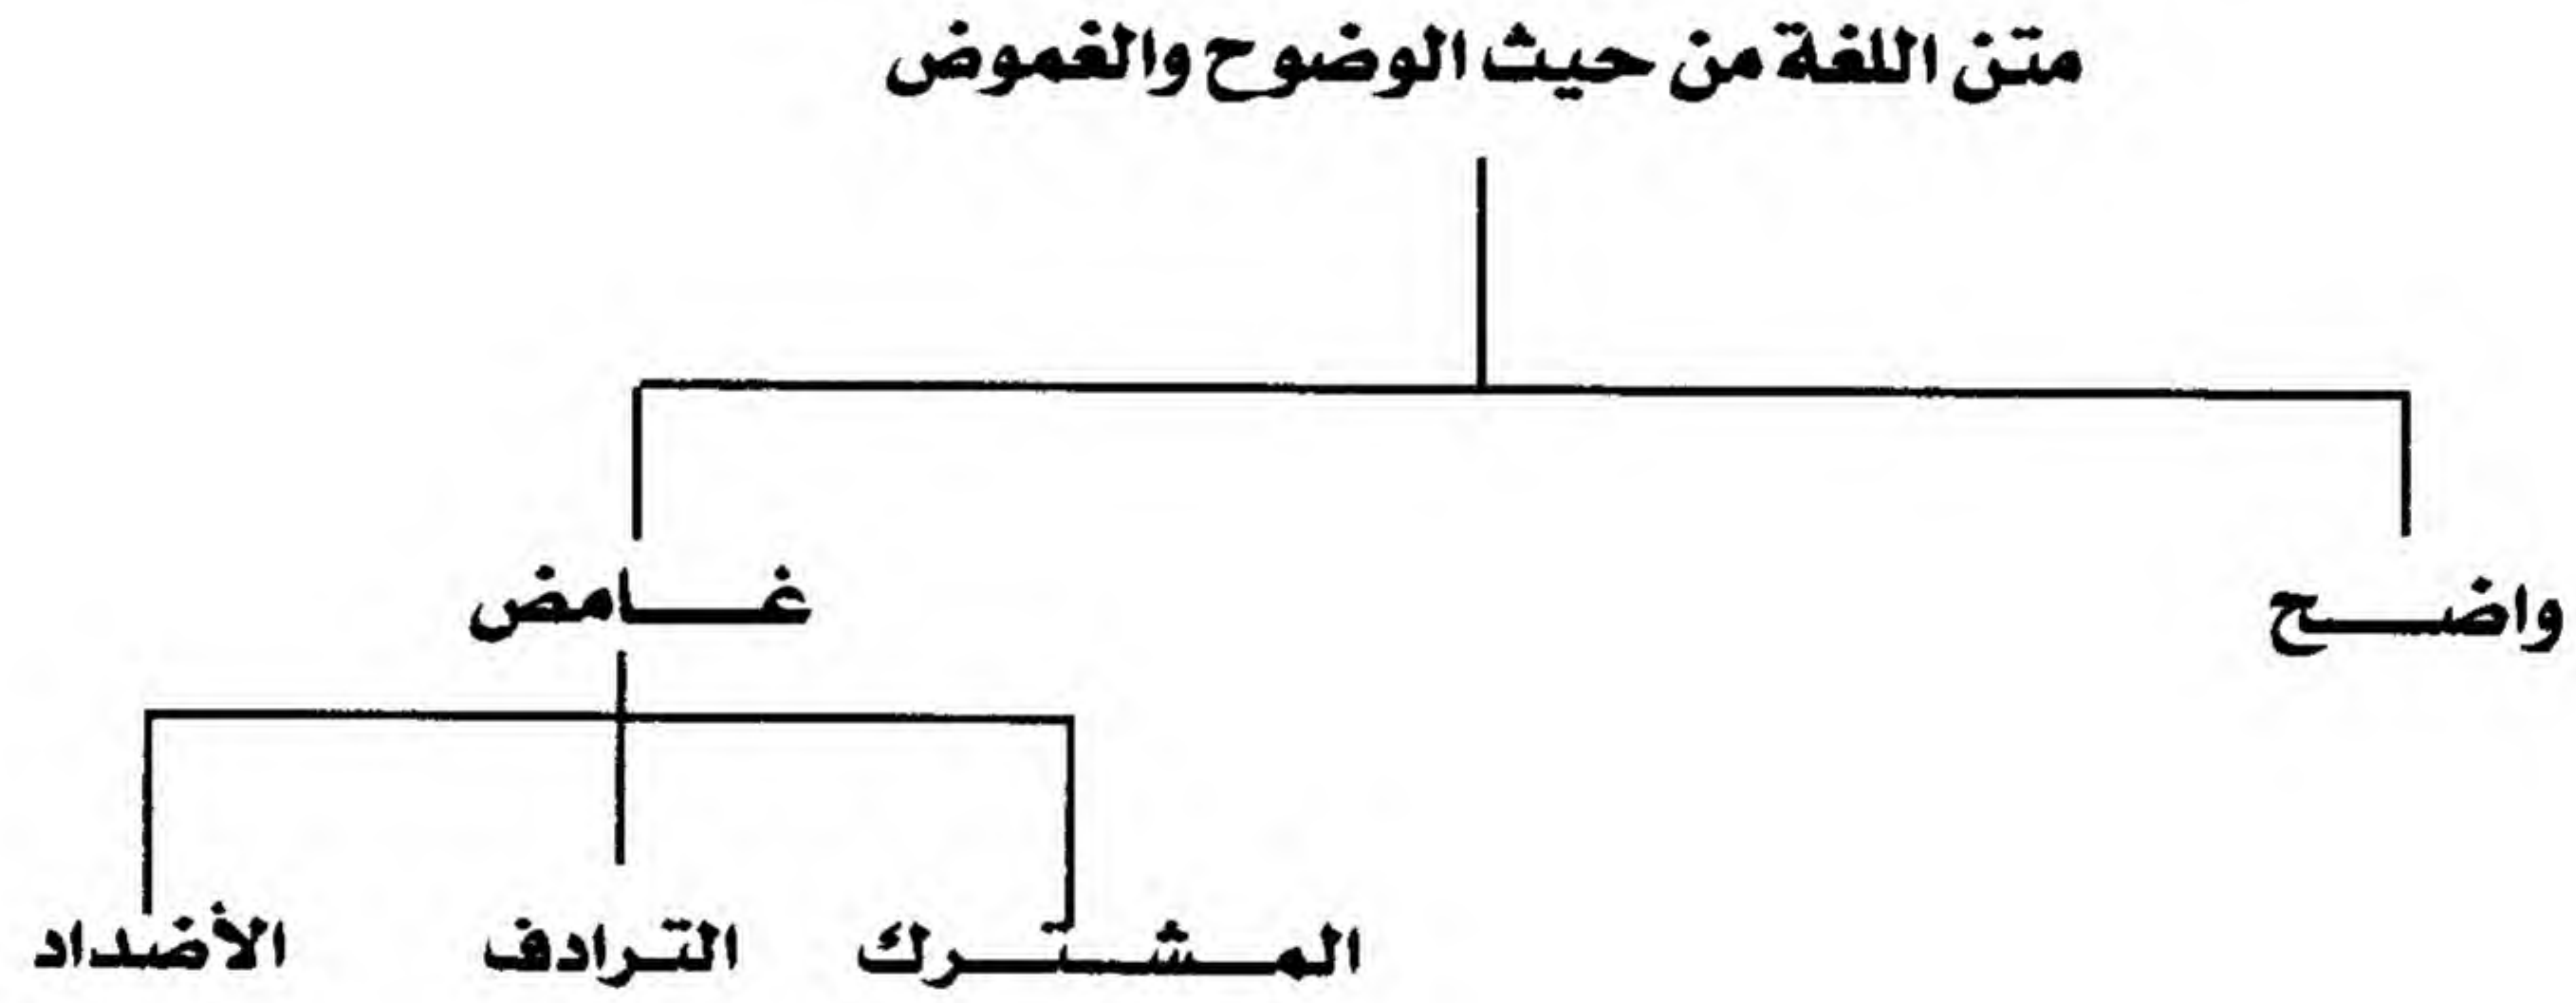 متن اللغة من حيث الوضوح والغموض
واضح
غامض
المشترك
الترادف
الأضداد